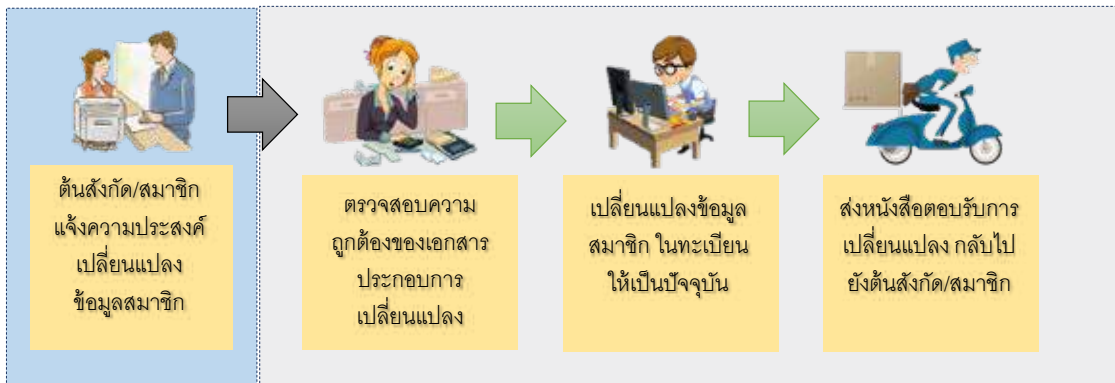 ต้นสังกัด/สมาชิก
แจ้งความประสงค์
เปลี่ยนแปลง
ข้อมูลสมาชิก
ตรวจสอบความ
ถูกต้องของเอกสาร
ประกอบการ
เปลี่ยนแปลง
เปลี่ยนแปลงข้อมูล
สมาชิก ในทะเบียน
ให้เป็นปัจจุบัน
ส่งหนังสือตอบรับการ
เปลี่ยนแปลง กลับไป
ยังต้นสังกัด/สมาชิก